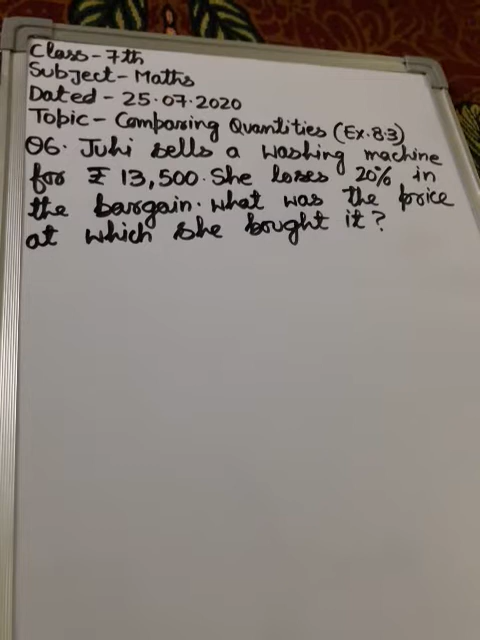 Class-7th
Subject-Maths
Dated-25.07.2020
Topic-Comparing Quantities (Ex.8.3)
Q6. Juhi sells a washing machine
for ₹ 13,500. She loses 20% in
the bargain. what was the price
at which she bought it?